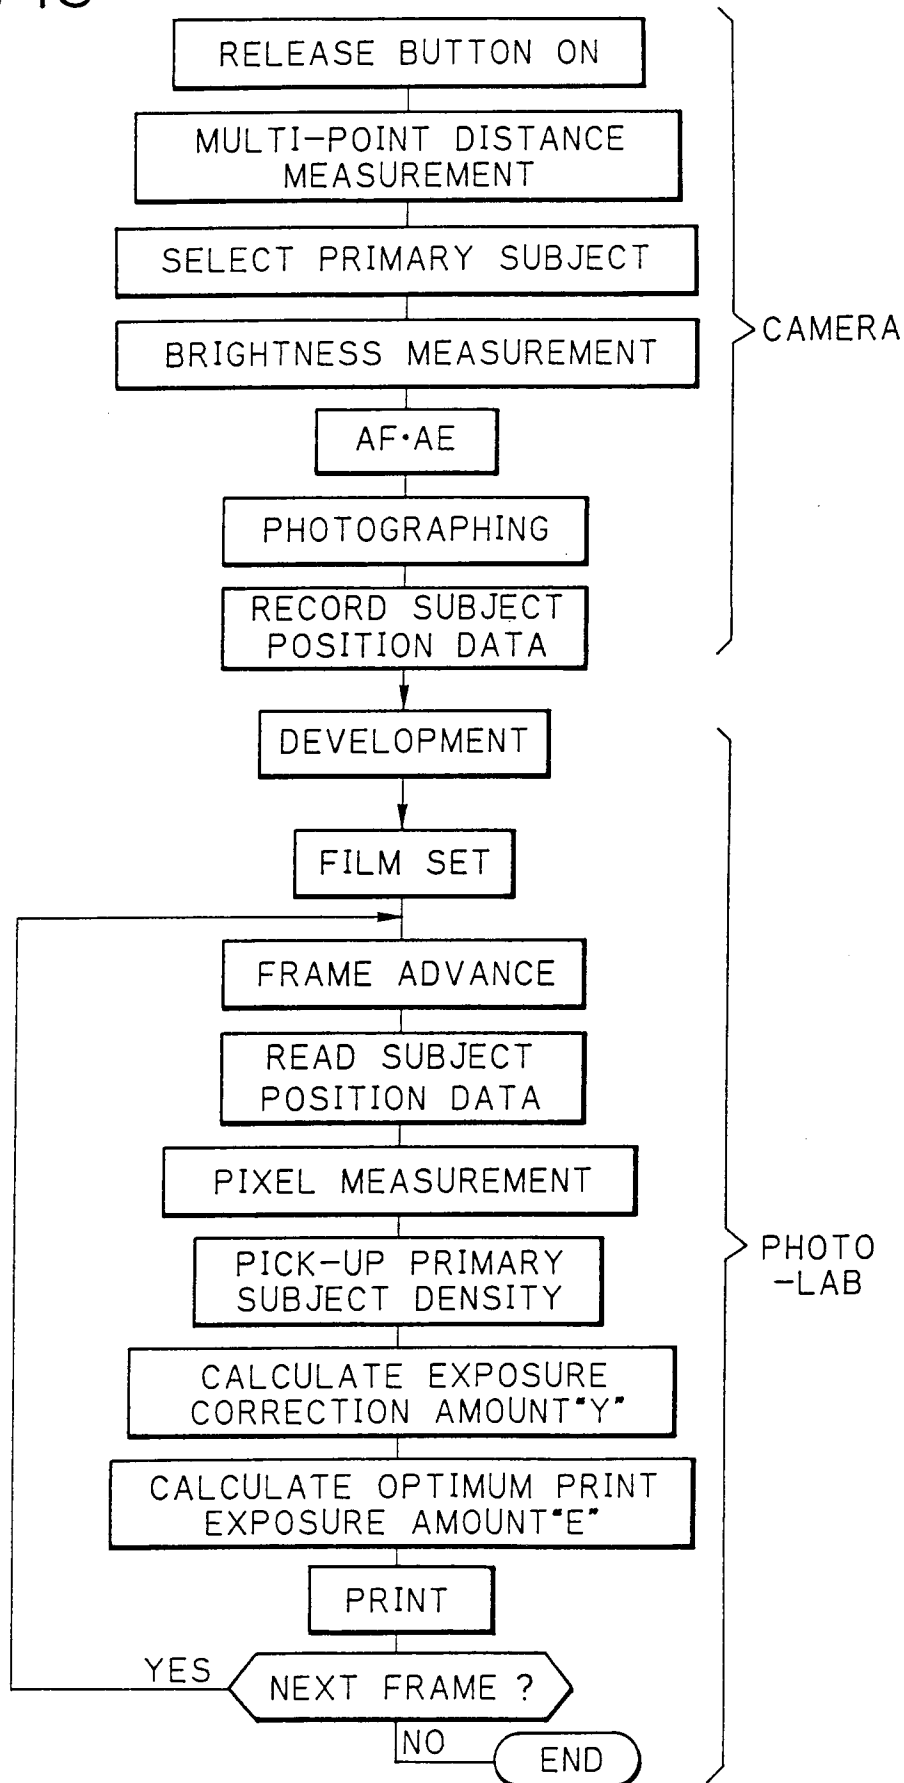 RELEASE BUTTON ON
MULTI-POINT DISTANCE
MEASUREMENT
SELECT PRIMARY SUBJECT
BRIGHTNESS MEASUREMENT
CAMERA
AF·AE
PHOTOGRAPHING
RECORD SUBJECT
POSITION DATA
DEVELOPMENT
FILM SET
FRAME ADVANCE
READ SUBJECT
POSITION DATA
PIXEL MEASUREMENT
PICK-UP PRIMARY
SUBJECT DENSITY
PHOTO
-LAB
CALCULATE EXPOSURE
CORRECTION AMOUNT"Y"
CALCULATE OPTIMUM PRINT
EXPOSURE AMOUNT"E"
PRINT
YES
NEXT FRAME ?
NO
END